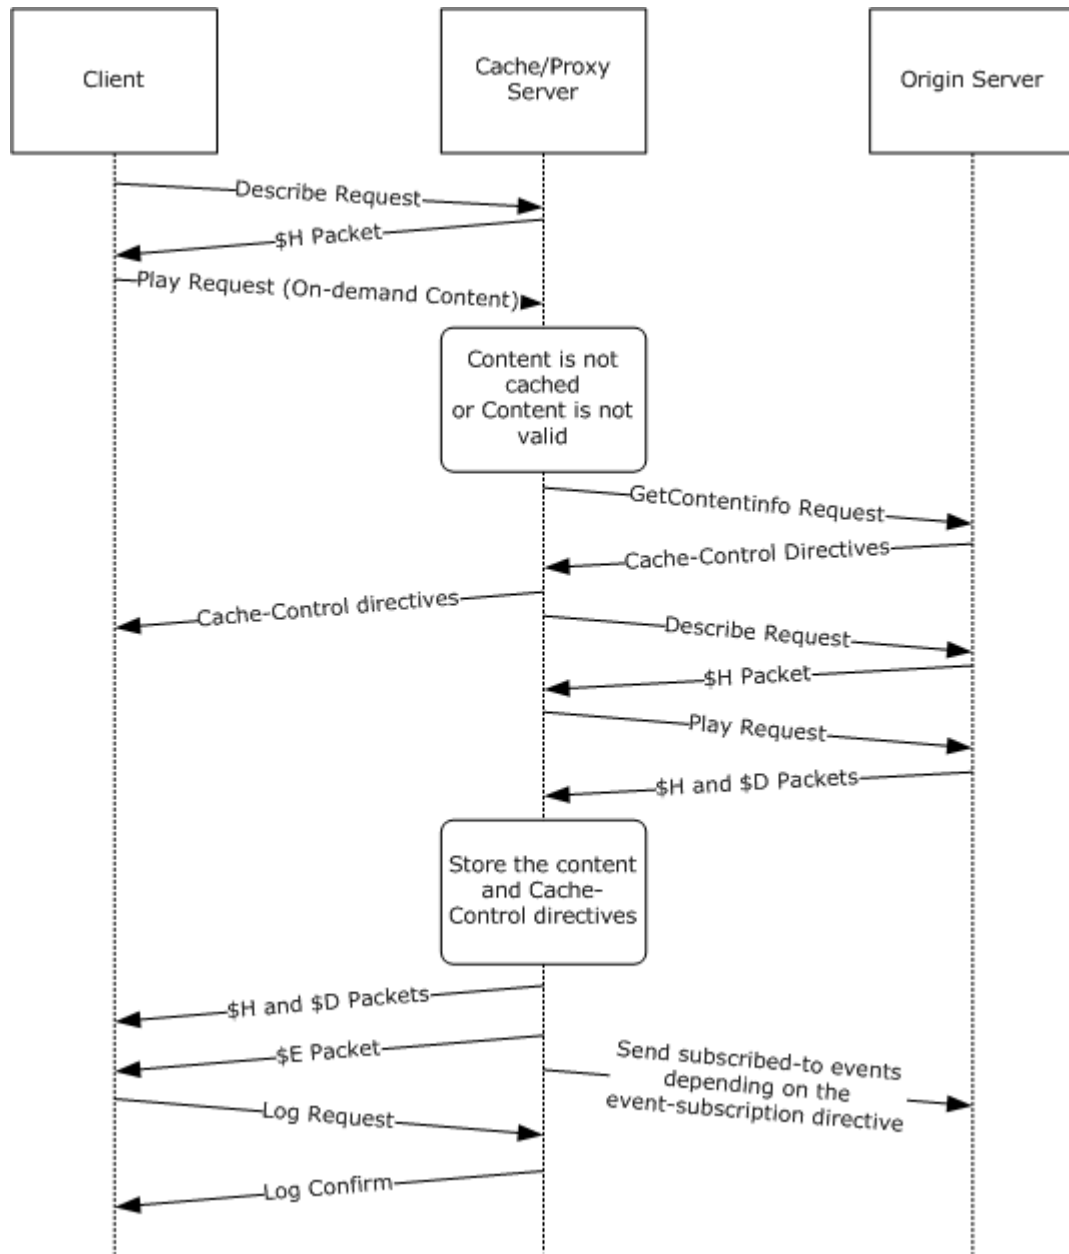 Client
Cache/Proxy
Server
Origin Server
Describe Request
$H Packet
Play Request (On-demand Content)
Content is not
cached
or Content is not
valid
GetContentinfo Request
Cache-Control Directives
Cache-Control directives
Describe Request
$H Packet
Play Request
$H and $D Packets
Store the content
and Cache-
Control directives
$H and $D Packets
$E Packet
Send subscribed-to events
depending on the
event-subscription directive
Log Request
Log Confirm